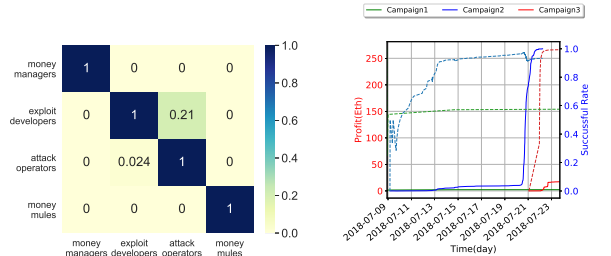 Campaign1 Campaign2 Campaign3
money
managers
exploit
developers
attack
operators
money
mules
1 0 0 0
0 1 0.21 0
0 0.024 1 0
0 0 0 1
money
managers
exploit
developers
attack
operators
money
mules
1.0
0.8
0.6
0.4
0.2
0.0
Profit(Eth)
250
200
150
100
50
0
1.0
0.8
0.6
0.4
0.2
0.0
Succussful Rate
2018-07-09
2018-07-11
2018-07-13
2018-07-15
2018-07-17
2018-07-19
2018-07-21
2018-07-23
Time(day)